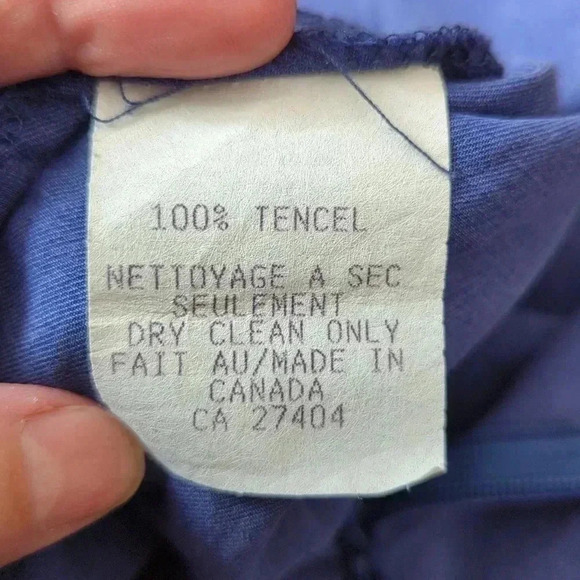 100% TENCEL
NETTOYAGE A SEC
SEULEMENT
DRY CLEAN ONLY
FAIT AU/MADE IN
CANADA
CA 27404